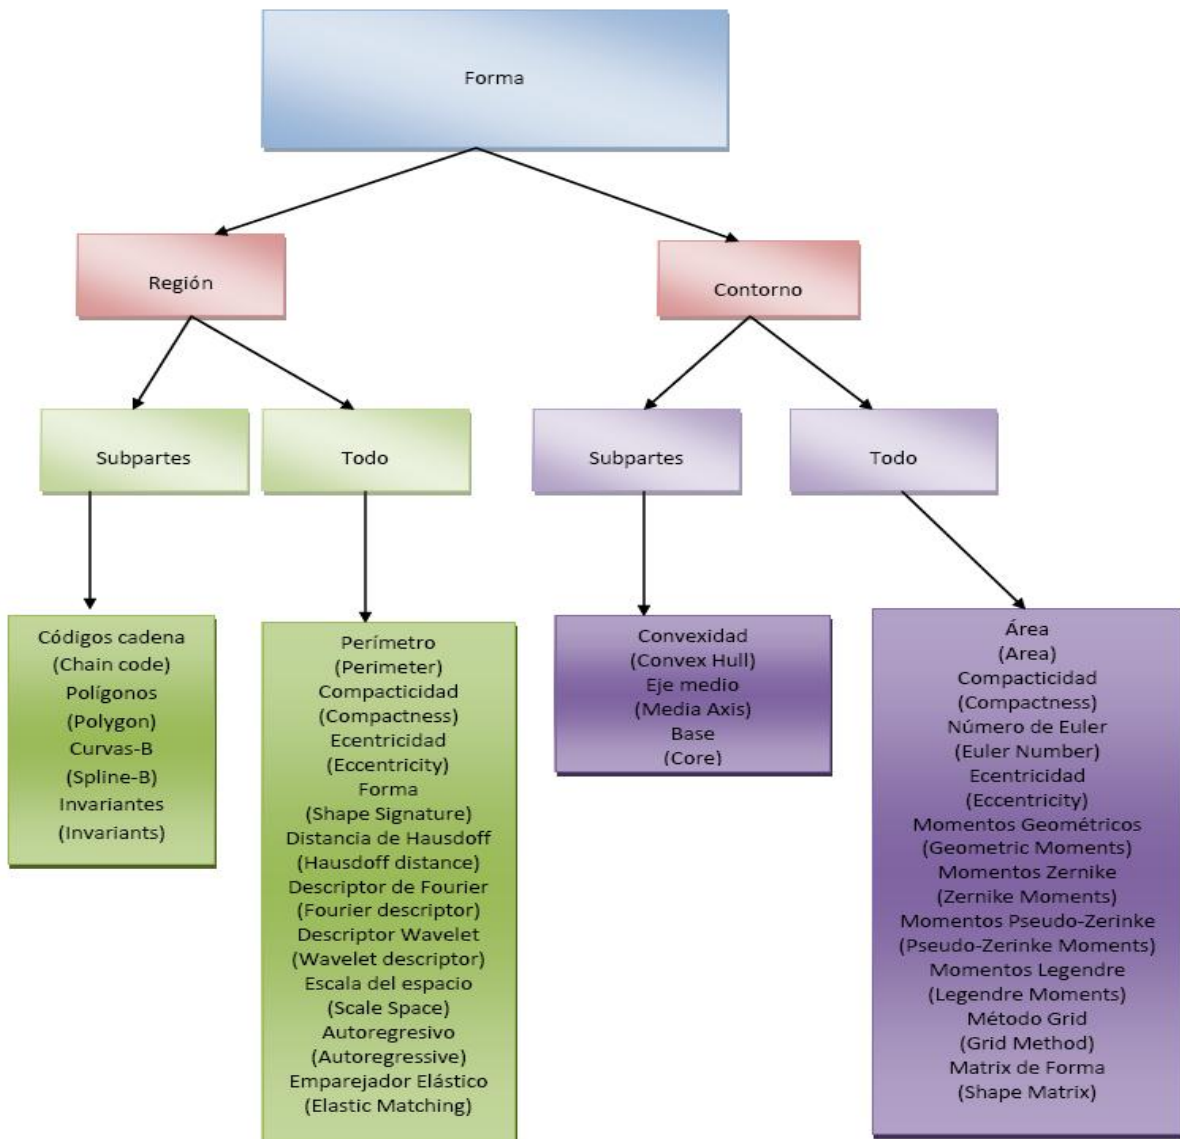 Forma
Región
Contorno
Subpartes
Todo
Subpartes
Todo
Códigos cadena
(Chain code)
Polígonos
(Polygon)
Curvas-B
(Spline-B)
Invariantes
(Invariants)
Perímetro
(Perimeter)
Compacticidad
(Compactness)
Ecentricidad
(Eccentricity)
Forma
(Shape Signature)
Distancia de Hausdoff
(Hausdoff distance)
Descriptor de Fourier
(Fourier descriptor)
Descriptor Wavelet
(Wavelet descriptor)
Escala del espacio
(Scale Space)
Autoregresivo
(Autoregressive)
Emparejador Elástico
(Elastic Matching)
Convexidad
(Convex Hull)
Eje medio
(Media Axis)
Base
(Core)
Área
(Area)
Compacticidad
(Compactness)
Número de Euler
(Euler Number)
Ecentricidad
(Eccentricity)
Momentos Geométricos
(Geometric Moments)
Momentos Zernike
(Zernike Moments)
Momentos Pseudo-Zerinke
(Pseudo-Zerinke Moments)
Momentos Legendre
(Legendre Moments)
Método Grid
(Grid Method)
Matrix de Forma
(Shape Matrix)